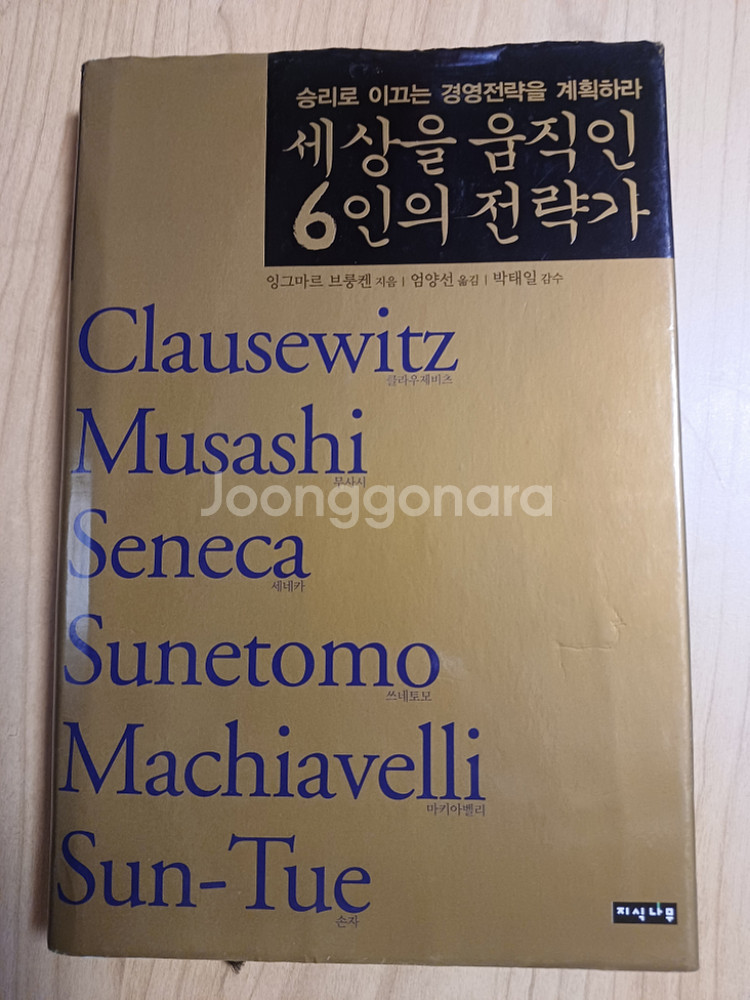 승리로 이끄는 경영전략을 계획하라
세상을 움직인
6인의 전략가
잉그마르 브룽켄 지음 | 엄양선 옮김 | 박태일 감수
Clausewitz
클라우제비츠
Musashi
무사시
Joonggonara
Seneca
세네카
Sunetomo
쓰네토모
Machiavelli
마키아벨리
Sun-Tue
손자
지식나무